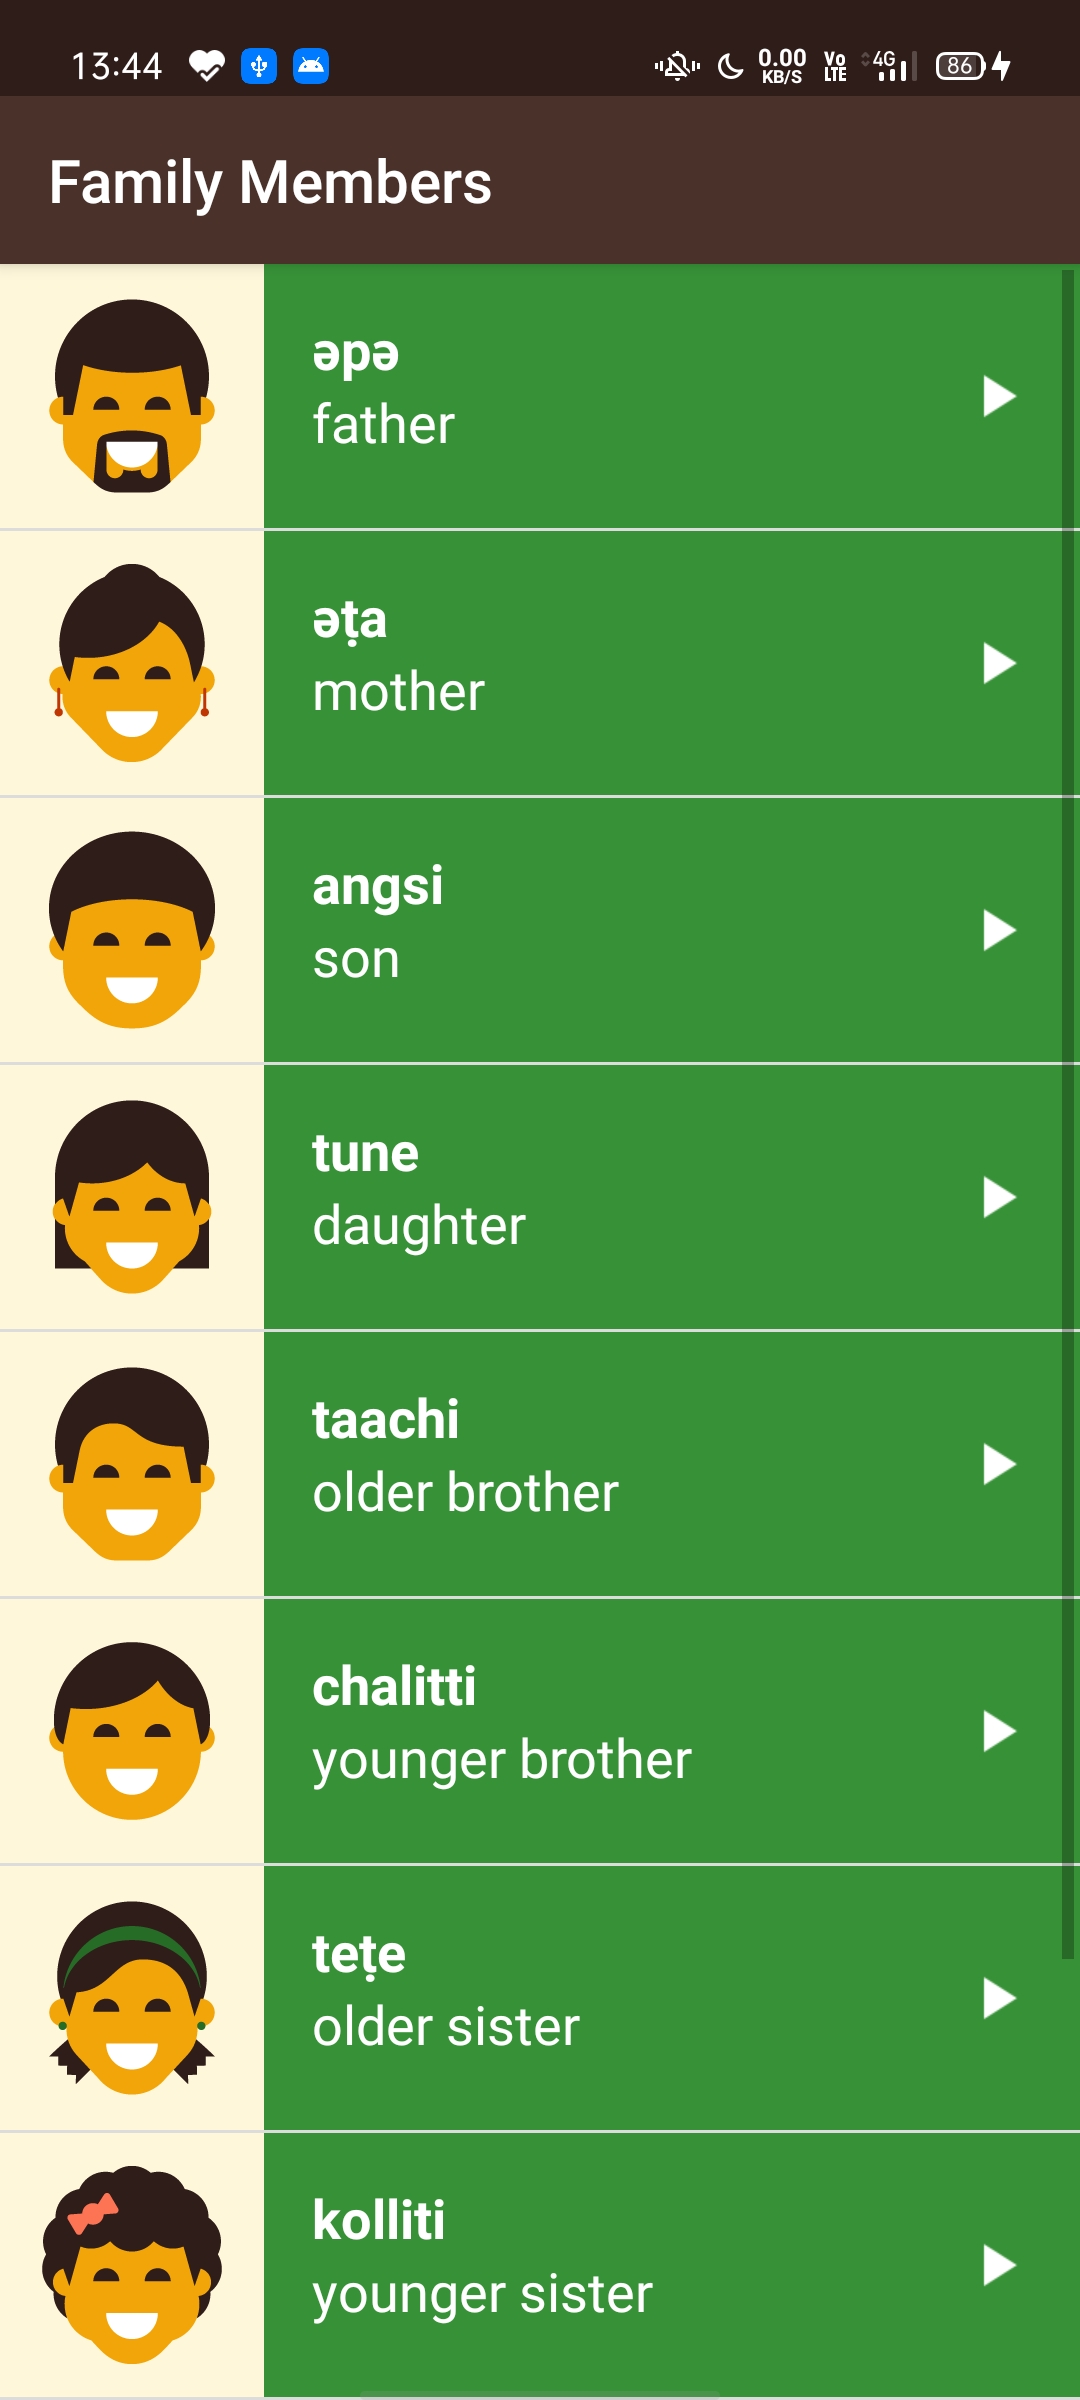 13:44 0.00 KB/S Vo LTE 4G 86
Family Members
əpə
father
əṭa
mother
angsi
son
tune
daughter
taachi
older brother
chalitti
younger brother
teṭe
older sister
kolliti
younger sister